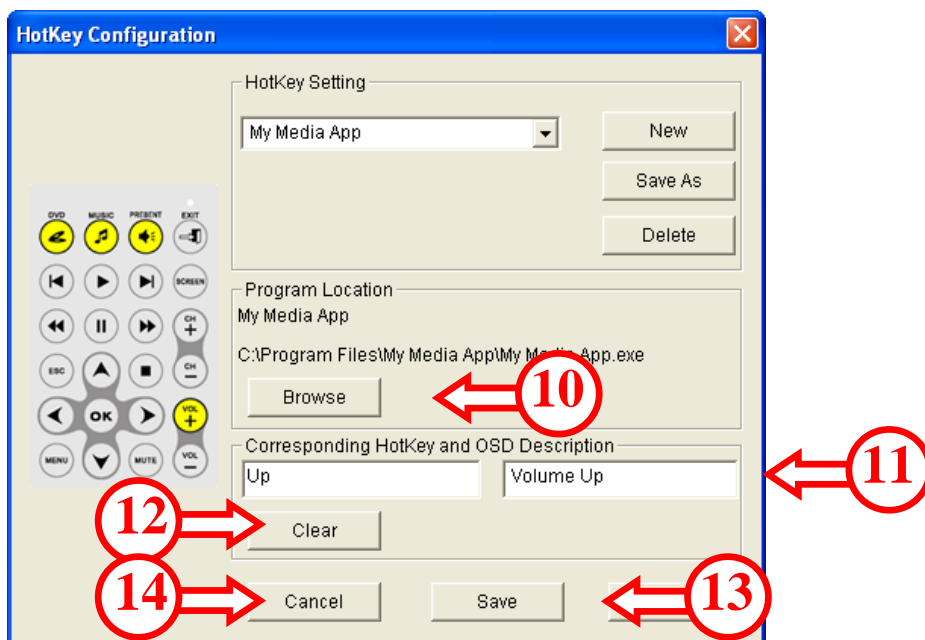 HotKey Configuration
HotKey Setting
My Media App
New
Save As
Delete
DVD MUSIC PRESENT EXIT
SCREEN
CH
+
ESC
CH
−
OK
VOL
+
MENU
MUTE
VOL
−
Program Location
My Media App
C:\Program Files\My Media App\My Media App.exe
Browse
10
Corresponding HotKey and OSD Description
Up
Volume Up
11
12
Clear
14
Cancel
Save
13